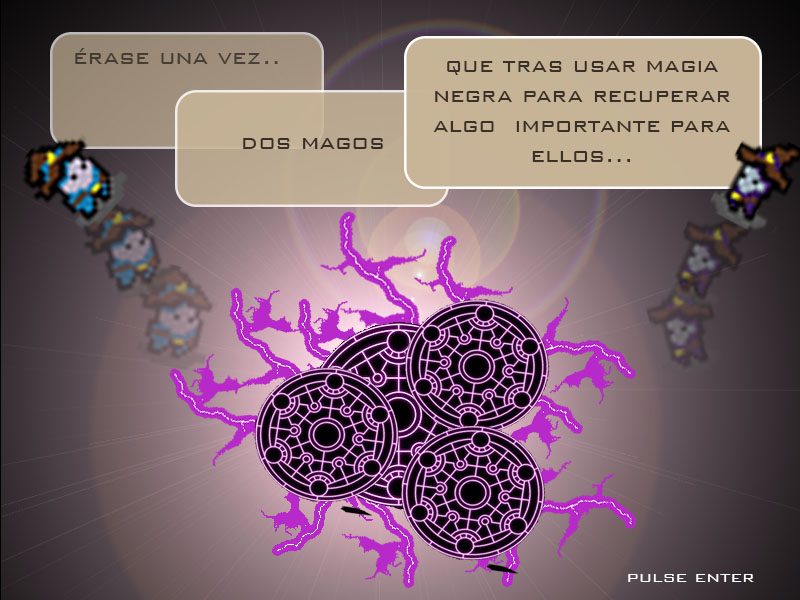 ÉRASE UNA VEZ..
DOS MAGOS
QUE TRAS USAR MAGIA
NEGRA PARA RECUPERAR
ALGO IMPORTANTE PARA
ELLOS...
PULSE ENTER